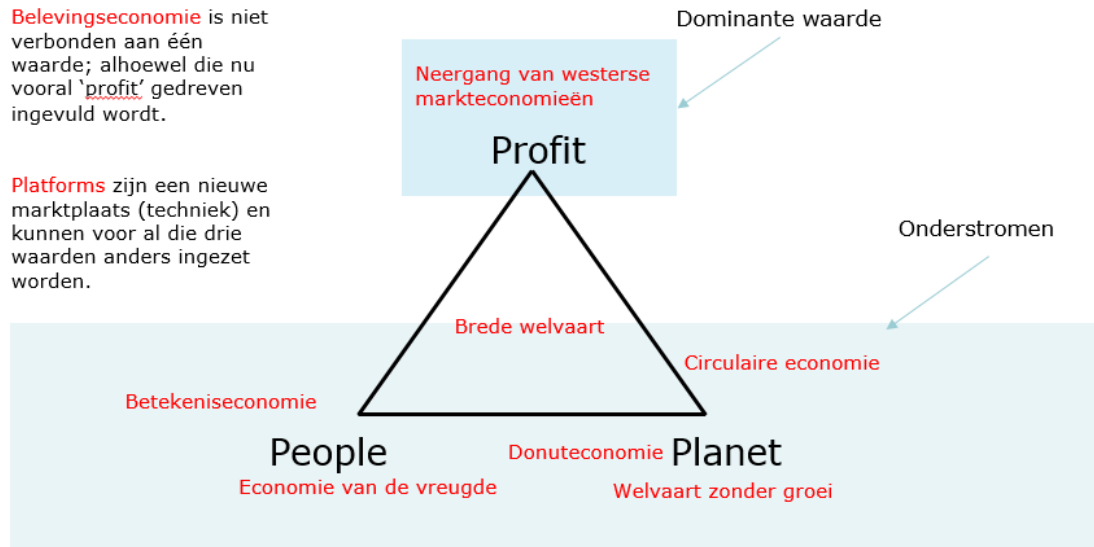 Belevingseconomie is niet
verbonden aan één
waarde; alhoewel die nu
vooral ‘profit’ gedreven
ingevuld wordt.
Platforms zijn een nieuwe
marktplaats (techniek) en
kunnen voor al die drie
waarden anders ingezet
worden.
Dominante waarde
Neergang van westerse
markteconomieën
Profit
Onderstromen
Brede welvaart
Circulaire economie
Betekeniseconomie
People
Donuteconomie
Planet
Economie van de vreugde
Welvaart zonder groei